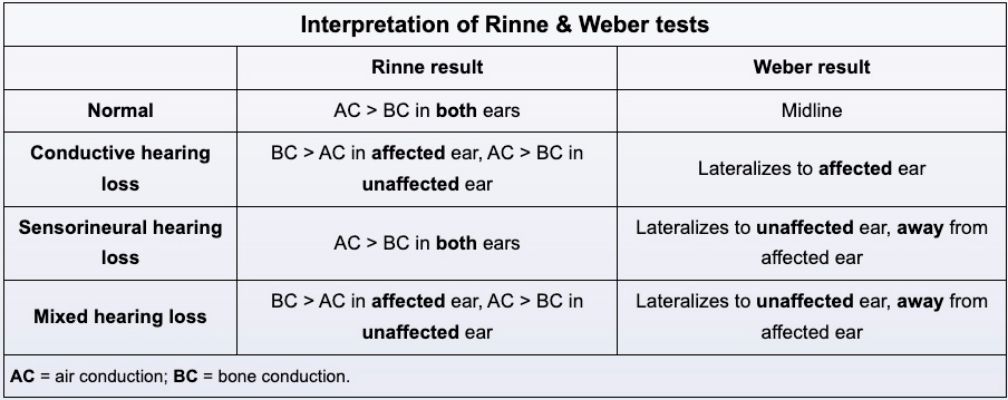 Interpretation of Rinne & Weber tests
Rinne result
Weber result
Normal
AC > BC in both ears
Midline
Conductive hearing
loss
BC > AC in affected ear, AC > BC in
unaffected ear
Lateralizes to affected ear
Sensorineural hearing
loss
AC > BC in both ears
Lateralizes to unaffected ear, away from
affected ear
Mixed hearing loss
BC > AC in affected ear, AC > BC in
unaffected ear
Lateralizes to unaffected ear, away from
affected ear
AC = air conduction; BC = bone conduction.